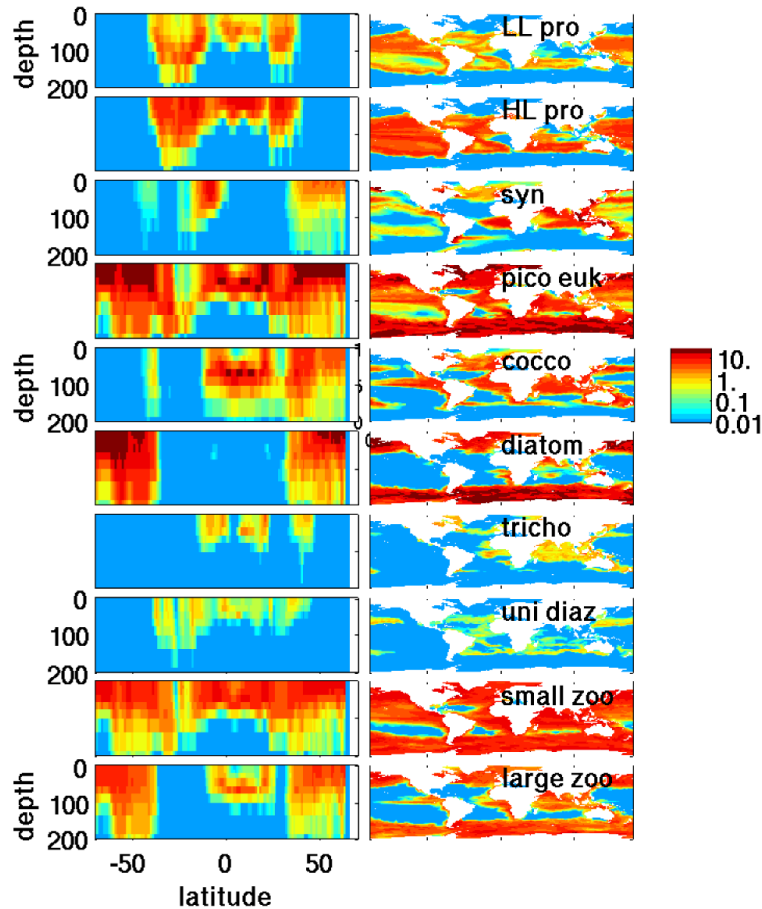 0
100
200
depth
LL pro
HL pro
0
100
200
syn
pico euk
0
100
200
depth
cocco
10.
1.
0.1
0.01
diatom
tricho
0
100
200
uni diaz
small zoo
0
100
200
depth
large zoo
-50 0 50
latitude